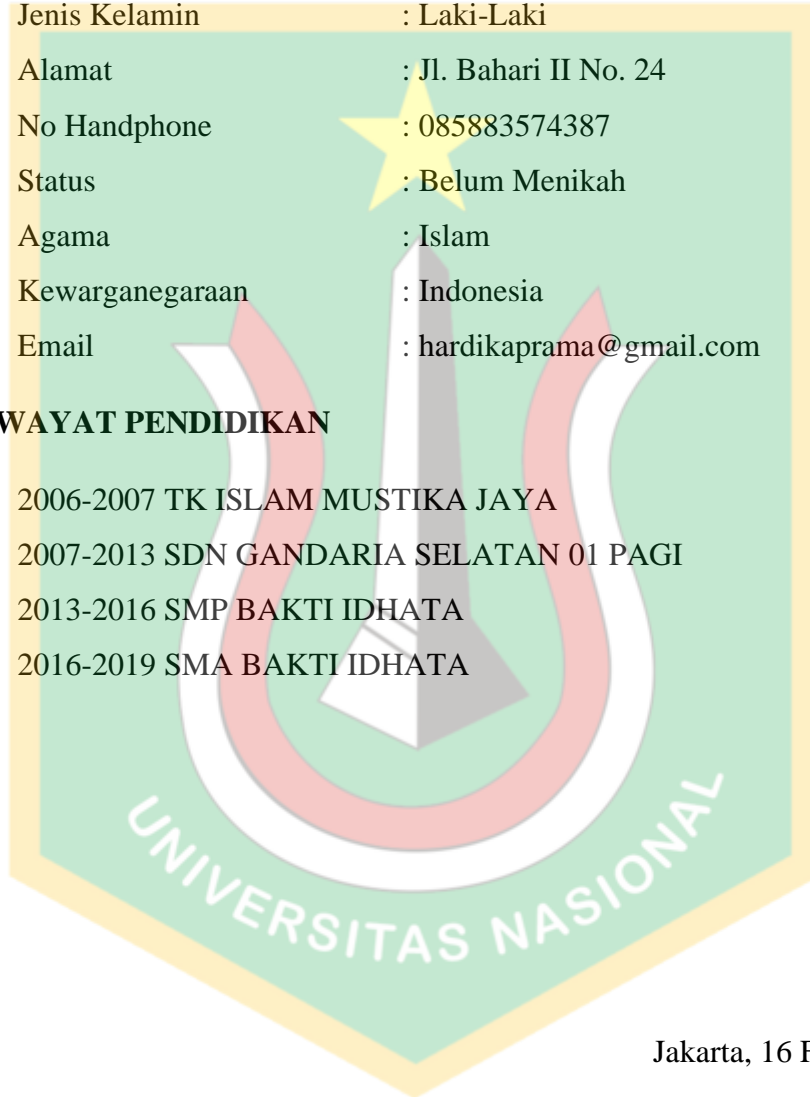 Jenis Kelamin : Laki-Laki
Alamat : Jl. Bahari II No. 24
No Handphone : 085883574387
Status : Belum Menikah
Agama : Islam
Kewarganegaraan : Indonesia
Email : hardikaprama@gmail.com
WAYAT PENDIDIKAN
2006-2007 TK ISLAM MUSTIKA JAYA
2007-2013 SDN GANDARIA SELATAN 01 PAGI
2013-2016 SMP BAKTI IDHATA
2016-2019 SMA BAKTI IDHATA
UNIVERSITAS NASIONAL
Jakarta, 16